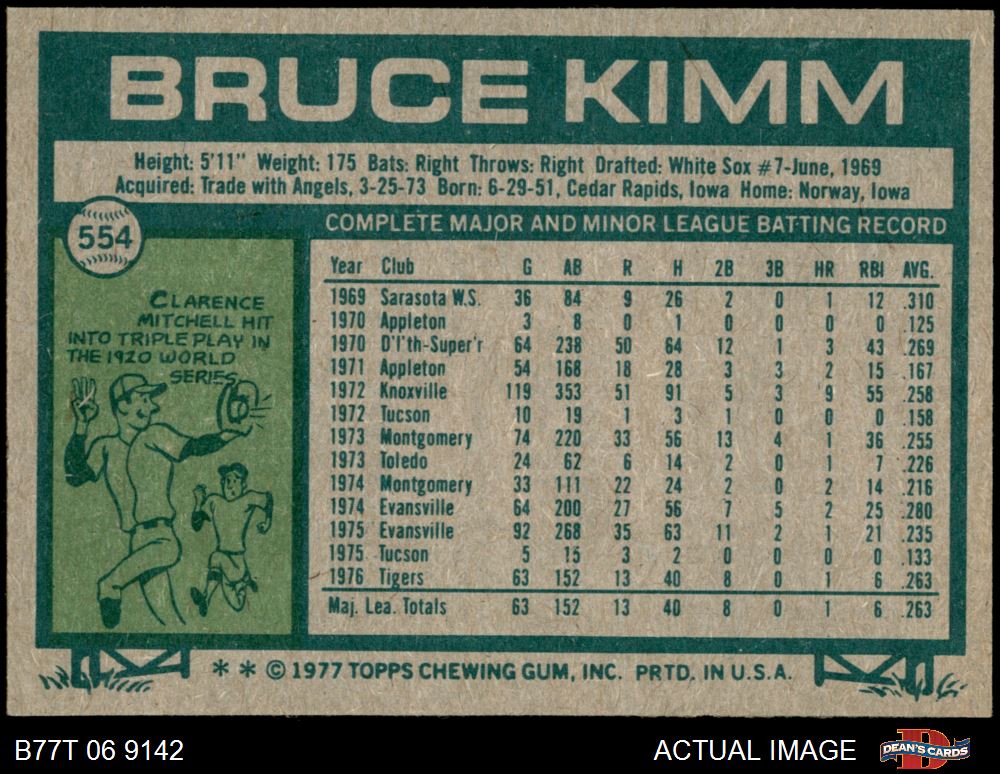 BRUCE KIMM
Height: 5'11" Weight: 175 Bats: Right Throws: Right Drafted: White Sox #7-June, 1969
Acquired: Trade with Angels, 3-25-73 Born: 6-29-51, Cedar Rapids, Iowa Home: Norway, Iowa
554
COMPLETE MAJOR AND MINOR LEAGUE BATTING RECORD
CLARENCE
MITCHELL HIT
INTO TRIPLE PLAY IN
THE 1920 WORLD
SERIES
Year Club G AB R H 2B 3B HR RBI AVG.
1969 Sarasota W.S. 36 84 9 26 2 0 1 12 .310
1970 Appleton 3 8 0 1 0 0 0 0 .125
1970 D'l'th-Super'r 64 238 50 64 12 1 3 43 .269
1971 Appleton 54 168 18 28 3 3 2 15 .167
1972 Knoxville 119 353 51 91 5 3 9 55 .258
1972 Tucson 10 19 1 3 1 0 0 0 .158
1973 Montgomery 74 220 33 56 13 4 1 36 .255
1973 Toledo 24 62 6 14 2 0 1 7 .226
1974 Montgomery 33 111 22 24 2 0 2 14 .216
1974 Evansville 64 200 27 56 7 5 2 25 .280
1975 Evansville 92 268 35 63 11 2 1 21 .235
1975 Tucson 5 15 3 2 0 0 0 0 .133
1976 Tigers 63 152 13 40 8 0 1 6 .263
Maj. Lea. Totals 63 152 13 40 8 0 1 6 .263
* * © 1977 TOPPS CHEWING GUM, INC. PRTD. IN U.S.A.
B77T 06 9142 ACTUAL IMAGE DEAN'S CARDS